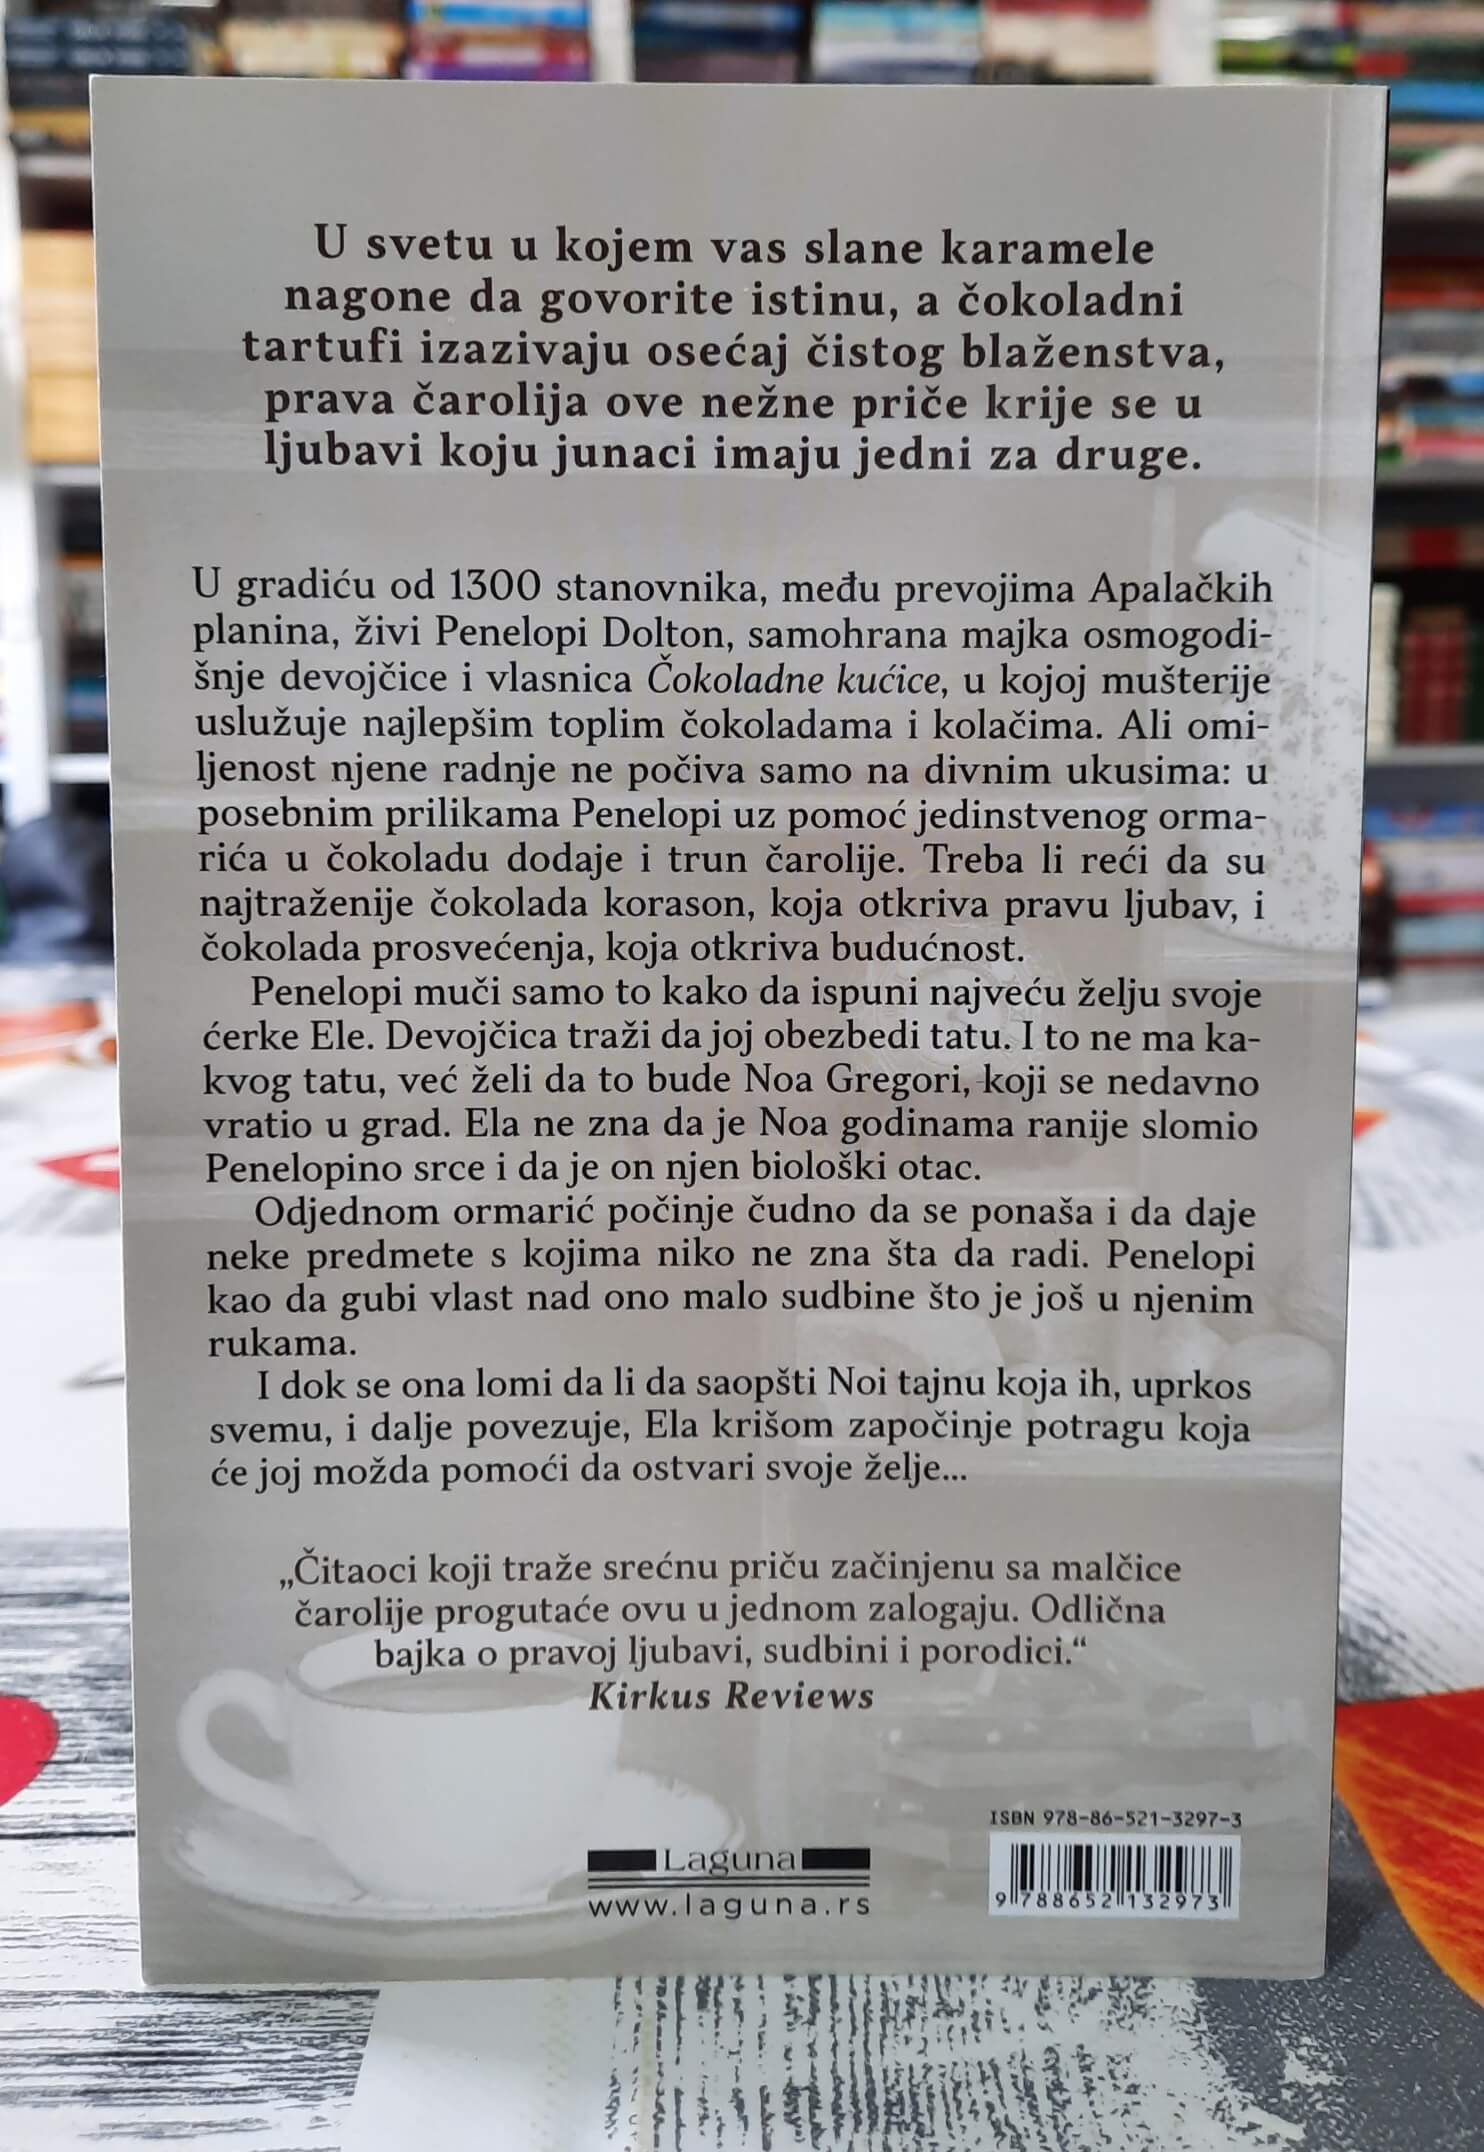 U svetu u kojem vas slane karamele
nagone da govorite istinu, a čokoladni
tartufi izazivaju osećaj čistog blaženstva,
prava čarolija ove nežne priče krije se u
ljubavi koju junaci imaju jedni za druge.
U gradiću od 1300 stanovnika, među prevojima Apalačkih
planina, živi Penelopi Dolton, samohrana majka osmogodi-
šnje devojčice i vlasnica Čokoladne kućice, u kojoj mušterije
uslužuje najlepšim toplim čokoladama i kolačima. Ali omi-
ljenost njene radnje ne počiva samo na divnim ukusima: u
posebnim prilikama Penelopi uz pomoć jedinstvenog orma-
rića u čokoladu dodaje i trun čarolije. Treba li reći da su
najtraženije čokolada korason, koja otkriva pravu ljubav, i
čokolada prosvećenja, koja otkriva budućnost.
Penelopi muči samo to kako da ispuni najveću želju svoje
ćerke Ele. Devojčica traži da joj obezbedi tatu. I to ne ma ka-
kvog tatu, već želi da to bude Noa Gregori, koji se nedavno
vratio u grad. Ela ne zna da je Noa godinama ranije slomio
Penelopino srce i da je on njen biološki otac.
Odjednom ormarić počinje čudno da se ponaša i da daje
neke predmete s kojima niko ne zna šta da radi. Penelopi
kao da gubi vlast nad ono malo sudbine što je još u njenim
rukama.
I dok se ona lomi da li da saopšti Noi tajnu koja ih, uprkos
svemu, i dalje povezuje, Ela krišom započinje potragu koja
će joj možda pomoći da ostvari svoje želje...
„Čitaoci koji traže srećnu priču začinjenu sa malčice
čarolije progutaće ovu u jednom zalogaju. Odlična
bajka o pravoj ljubavi, sudbini i porodici.“
Kirkus Reviews
ISBN 978-86-521-3297-3
Laguna
www.laguna.rs
9 788652 132973